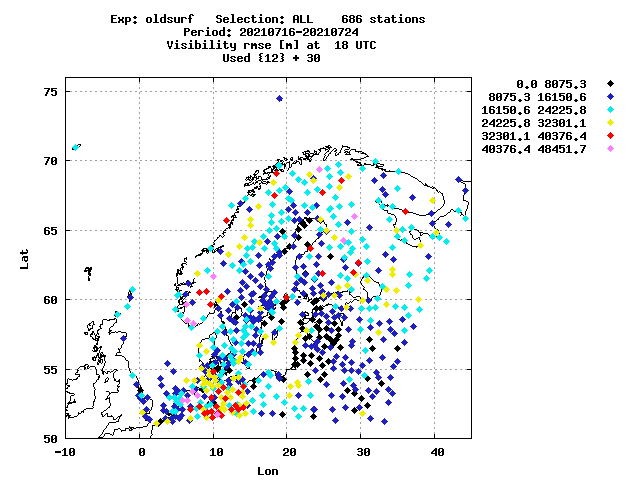 Exp: oldsurf   Selection: ALL    686 stations
Period: 20210716-20210724
Visibility rmse [m] at  18 UTC
Used {12} + 30
0.0 8075.3
8075.3 16150.6
16150.6 24225.8
24225.8 32301.1
32301.1 40376.4
40376.4 48451.7
75
70
65
60
55
50
Lat
-10 0 10 20 30 40
Lon